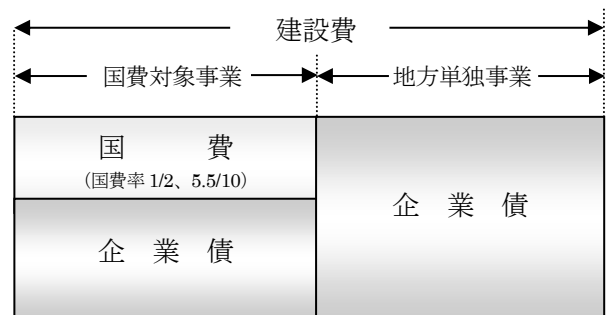 建設費
国費対象事業 地方単独事業
国　　費
(国費率 1/2、5.5/10)
企　業　債
企　業　債